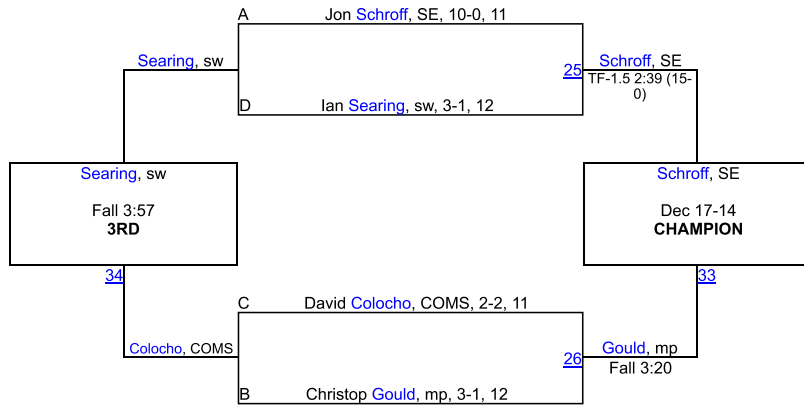 A
Jon Schroff, SE, 10-0, 11
Searing, sw
25
Schroff, SE
TF-1.5 2:39 (15-
0)
D
Ian Searing, sw, 3-1, 12
Searing, sw
Fall 3:57
3RD
34
Schroff, SE
Dec 17-14
CHAMPION
33
C
David Colocho, COMS, 2-2, 11
Colocho, COMS
26
Gould, mp
Fall 3:20
B
Christop Gould, mp, 3-1, 12